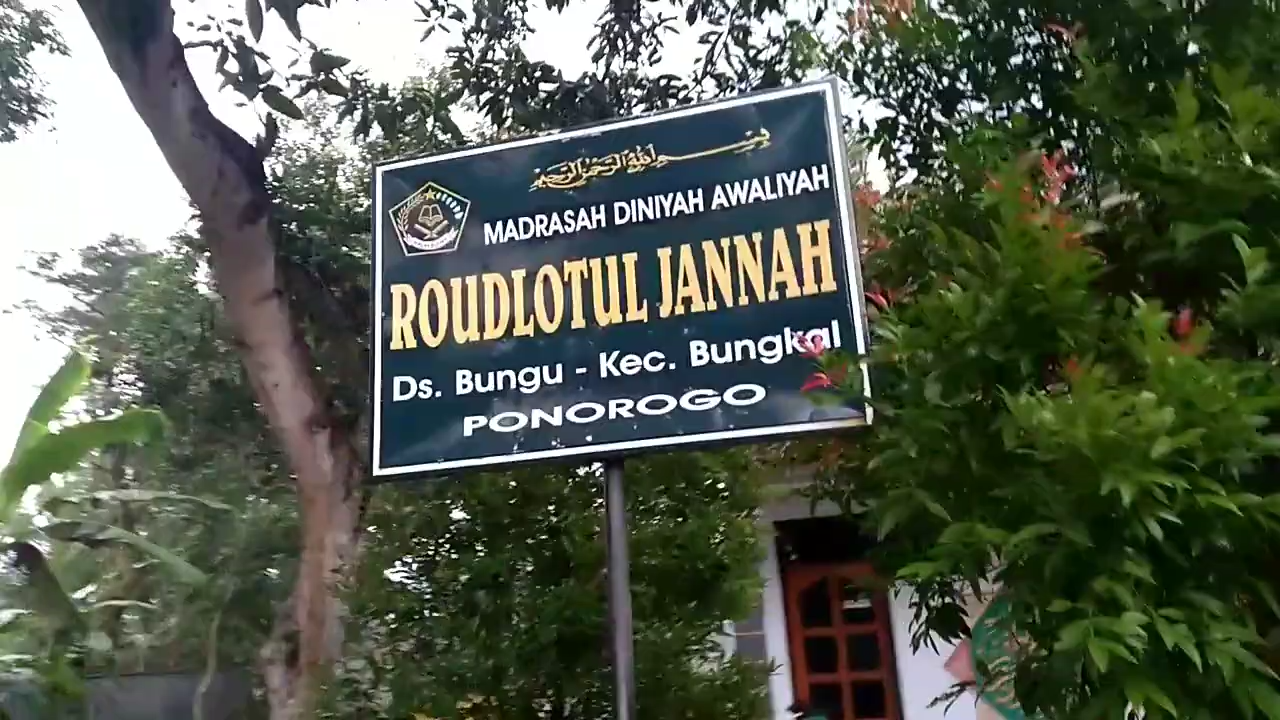 بسم الله الرحمن الرحيم
MADRASAH DINIYAH AWALIYAH
ROUDLOTUL JANNAH
Ds. Bungu - Kec. Bungkal
PONOROGO